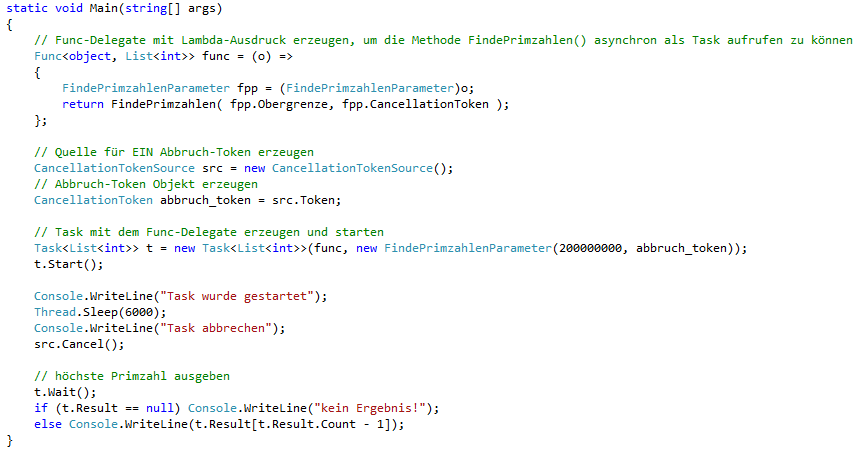 static void Main(string[] args)
{
    // Func-Delegate mit Lambda-Ausdruck erzeugen, um die Methode FindePrimzahlen() asynchron als Task aufrufen zu können
    Func<object, List<int>> func = (o) =>
    {
        FindePrimzahlenParameter fpp = (FindePrimzahlenParameter)o;
        return FindePrimzahlen( fpp.Obergrenze, fpp.CancellationToken );
    };

    // Quelle für EIN Abbruch-Token erzeugen
    CancellationTokenSource src = new CancellationTokenSource();
    // Abbruch-Token Objekt erzeugen
    CancellationToken abbruch_token = src.Token;

    // Task mit dem Func-Delegate erzeugen und starten
    Task<List<int>> t = new Task<List<int>>(func, new FindePrimzahlenParameter(200000000, abbruch_token));
    t.Start();

    Console.WriteLine("Task wurde gestartet");
    Thread.Sleep(6000);
    Console.WriteLine("Task abbrechen");
    src.Cancel();

    // höchste Primzahl ausgeben
    t.Wait();
    if (t.Result == null) Console.WriteLine("kein Ergebnis!");
    else Console.WriteLine(t.Result[t.Result.Count - 1]);
}